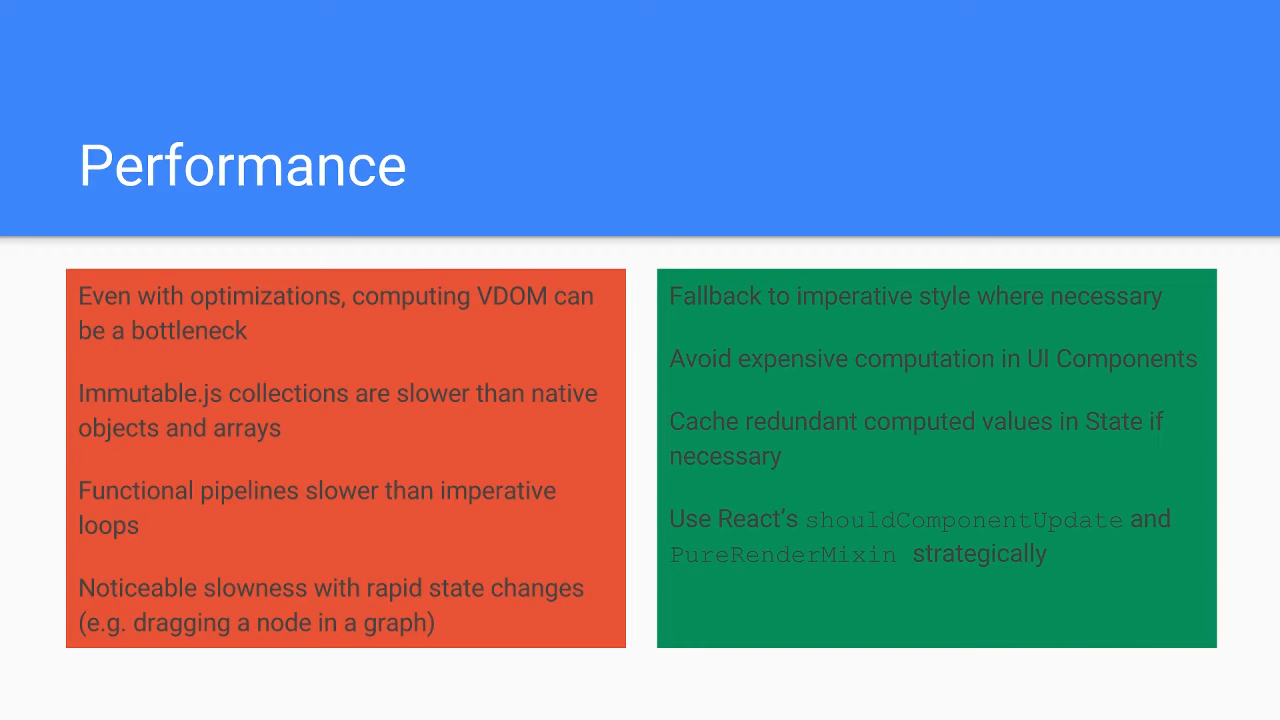 Performance
Even with optimizations, computing VDOM can
be a bottleneck
Immutable.js collections are slower than native
objects and arrays
Functional pipelines slower than imperative
loops
Noticeable slowness with rapid state changes
(e.g. dragging a node in a graph)
Fallback to imperative style where necessary
Avoid expensive computation in UI Components
Cache redundant computed values in State if
necessary
Use React’s shouldComponentUpdate and
PureRenderMixin strategically